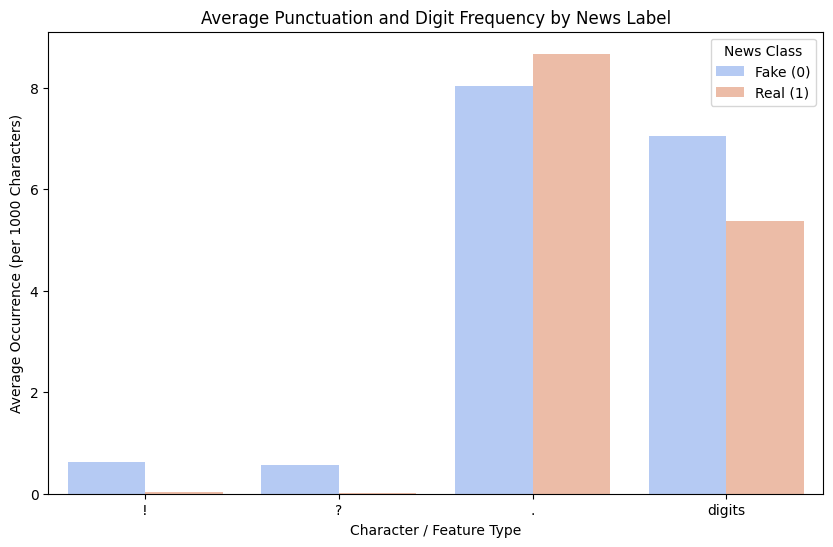 Average Punctuation and Digit Frequency by News Label
News Class
Fake (0)
Real (1)
Average Occurrence (per 1000 Characters)
8
6
4
2
0
! ? . digits
Character / Feature Type